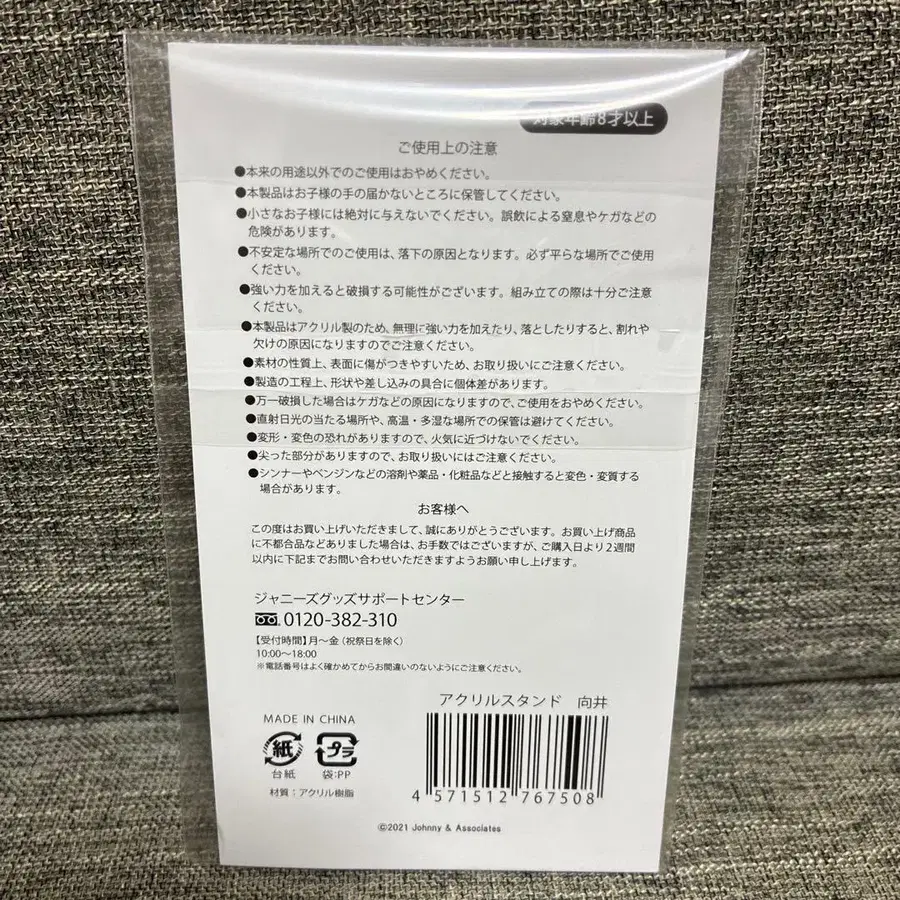 対象年齢8才以上
ご使用上の注意
●本来の用途以外でのご使用はおやめください。
●本製品はお子様の手の届かないところに保管してください。
●小さなお子様には絶対に与えないでください。誤飲による窒息やケガなどの
危険があります。
●不安定な場所でのご使用は、落下の原因となります。必ず平らな場所でご使用
ください。
●強い力を加えると破損する可能性がございます。組み立ての際は十分ご注意
ください。
●本製品はアクリル製のため、無理に強い力を加えたり、落としたりすると、割れや
欠けの原因になりますのでご注意ください。
●素材の性質上、表面に傷がつきやすいため、お取り扱いにご注意ください。
●製造の工程上、形状や差し込みの具合に個体差があります。
●万一破損した場合はケガなどの原因になりますので、ご使用をおやめください。
●直射日光の当たる場所や、高温・多湿な場所での保管は避けてください。
●変形・変色の恐れがありますので、火気に近づけないでください。
●尖った部分がありますので、お取り扱いにはご注意ください。
●シンナーやベンジンなどの溶剤や薬品・化粧品などと接触すると変色・変質する
場合があります。
お客様へ
この度はお買い上げいただきまして、誠にありがとうございます。お買い上げ商品
に不都合品などありました場合は、お手数ではございますが、ご購入日より2週間
以内に下記までお問い合わせいただきますようお願い申し上げます。
ジャニーズグッズサポートセンター
0120-382-310
【受付時間】月〜金（祝祭日を除く）
10:00〜18:00
※電話番号はよく確かめてからお間違いのないようにご注意ください。
アクリルスタンド 向井
MADE IN CHINA
紙 プラ
台紙 袋:PP
材質：アクリル樹脂
4 571512 767508
©2021 Johnny & Associates